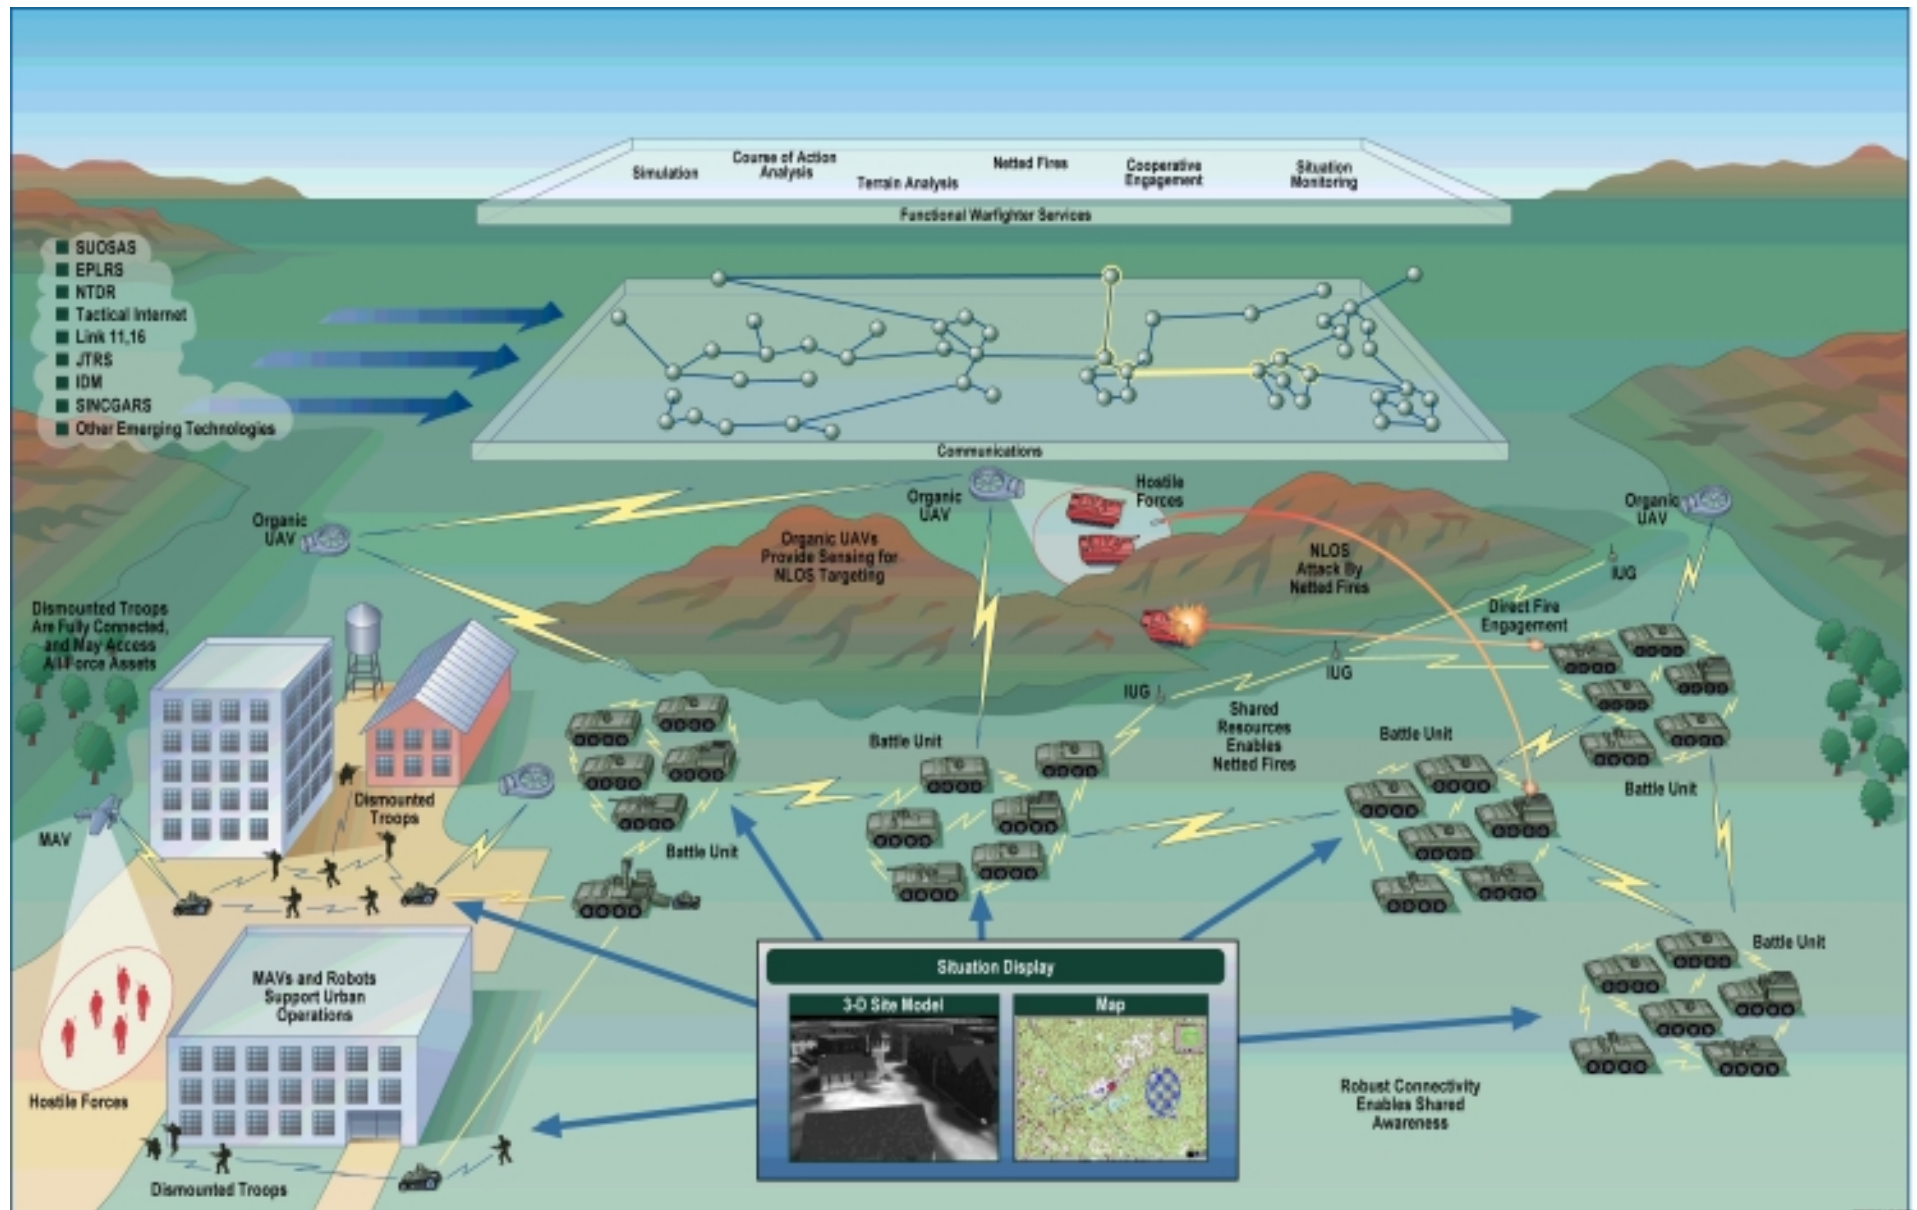 Simulation
Course of Action
Analysis
Terrain Analysis
Netted Fires
Cooperative
Engagement
Situation
Monitoring
Functional Warfighter Services
SUOSAS
EPLRS
NTDR
Tactical Internet
Link 11,16
JTRS
IDM
SINCGARS
Other Emerging Technologies
Communications
Organic
UAV
Organic
UAV
Hostile
Forces
Organic
UAV
Organic UAVs
Provide Sensing for
NLOS Targeting
NLOS
Attack By
Netted Fires
IUG
Direct Fire
Engagement
Dismounted Troops
Are Fully Connected,
and May Access
All Force Assets
IUG
IUG
Shared
Resources
Enables
Netted Fires
Battle Unit
Battle Unit
Battle Unit
Dismounted
Troops
MAV
Battle Unit
Battle Unit
MAVs and Robots
Support Urban
Operations
Situation Display
3-D Site Model
Map
Hostile Forces
Robust Connectivity
Enables Shared
Awareness
Dismounted Troops